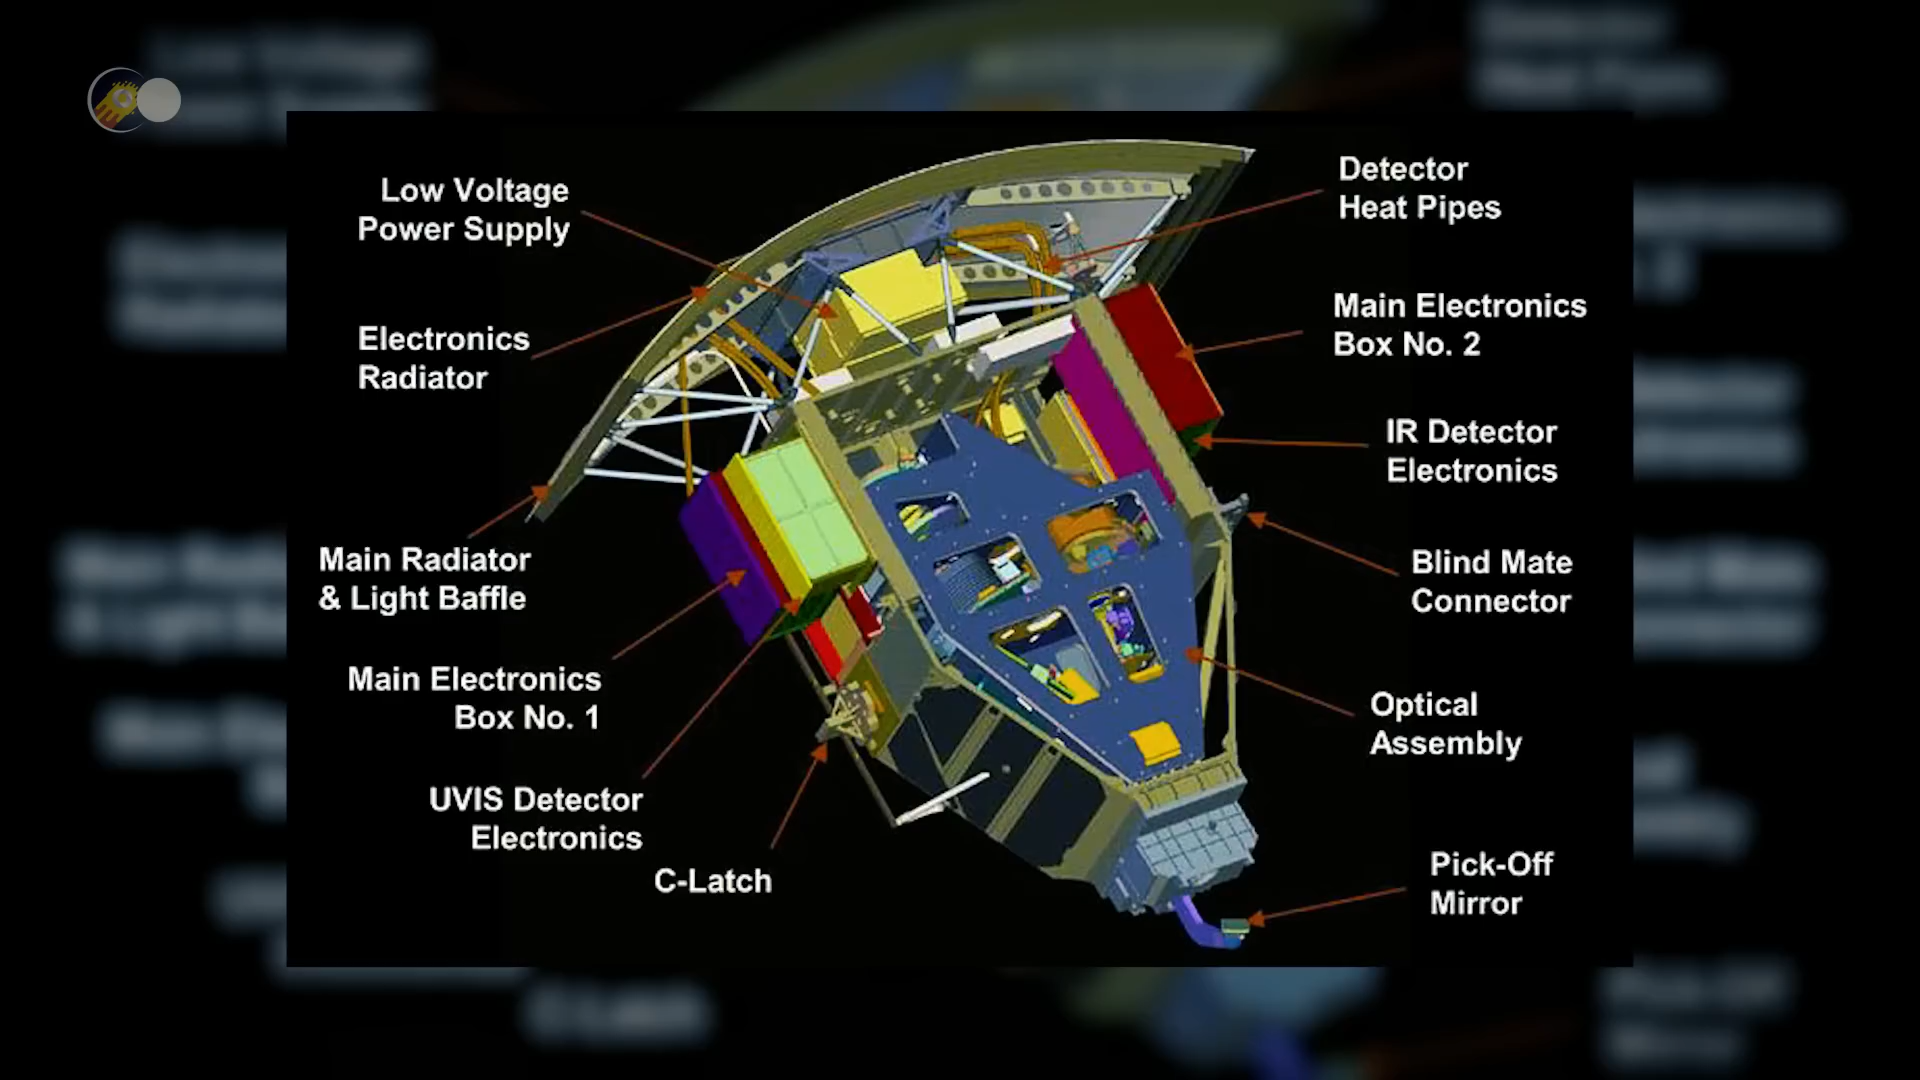 Low Voltage
Power Supply
Electronics
Radiator
Main Radiator
& Light Baffle
Main Electronics
Box No. 1
UVIS Detector
Electronics
C-Latch
Detector
Heat Pipes
Main Electronics
Box No. 2
IR Detector
Electronics
Blind Mate
Connector
Optical
Assembly
Pick-Off
Mirror